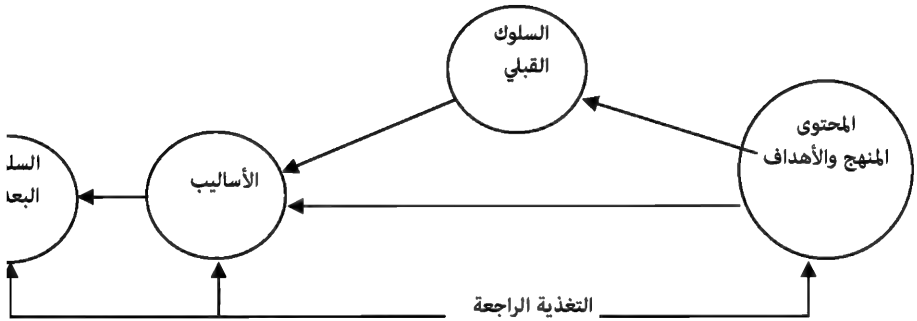 السلوك
القبلي
المحتوى
المنهج والأهداف
الأساليب
التغذية الراجعة